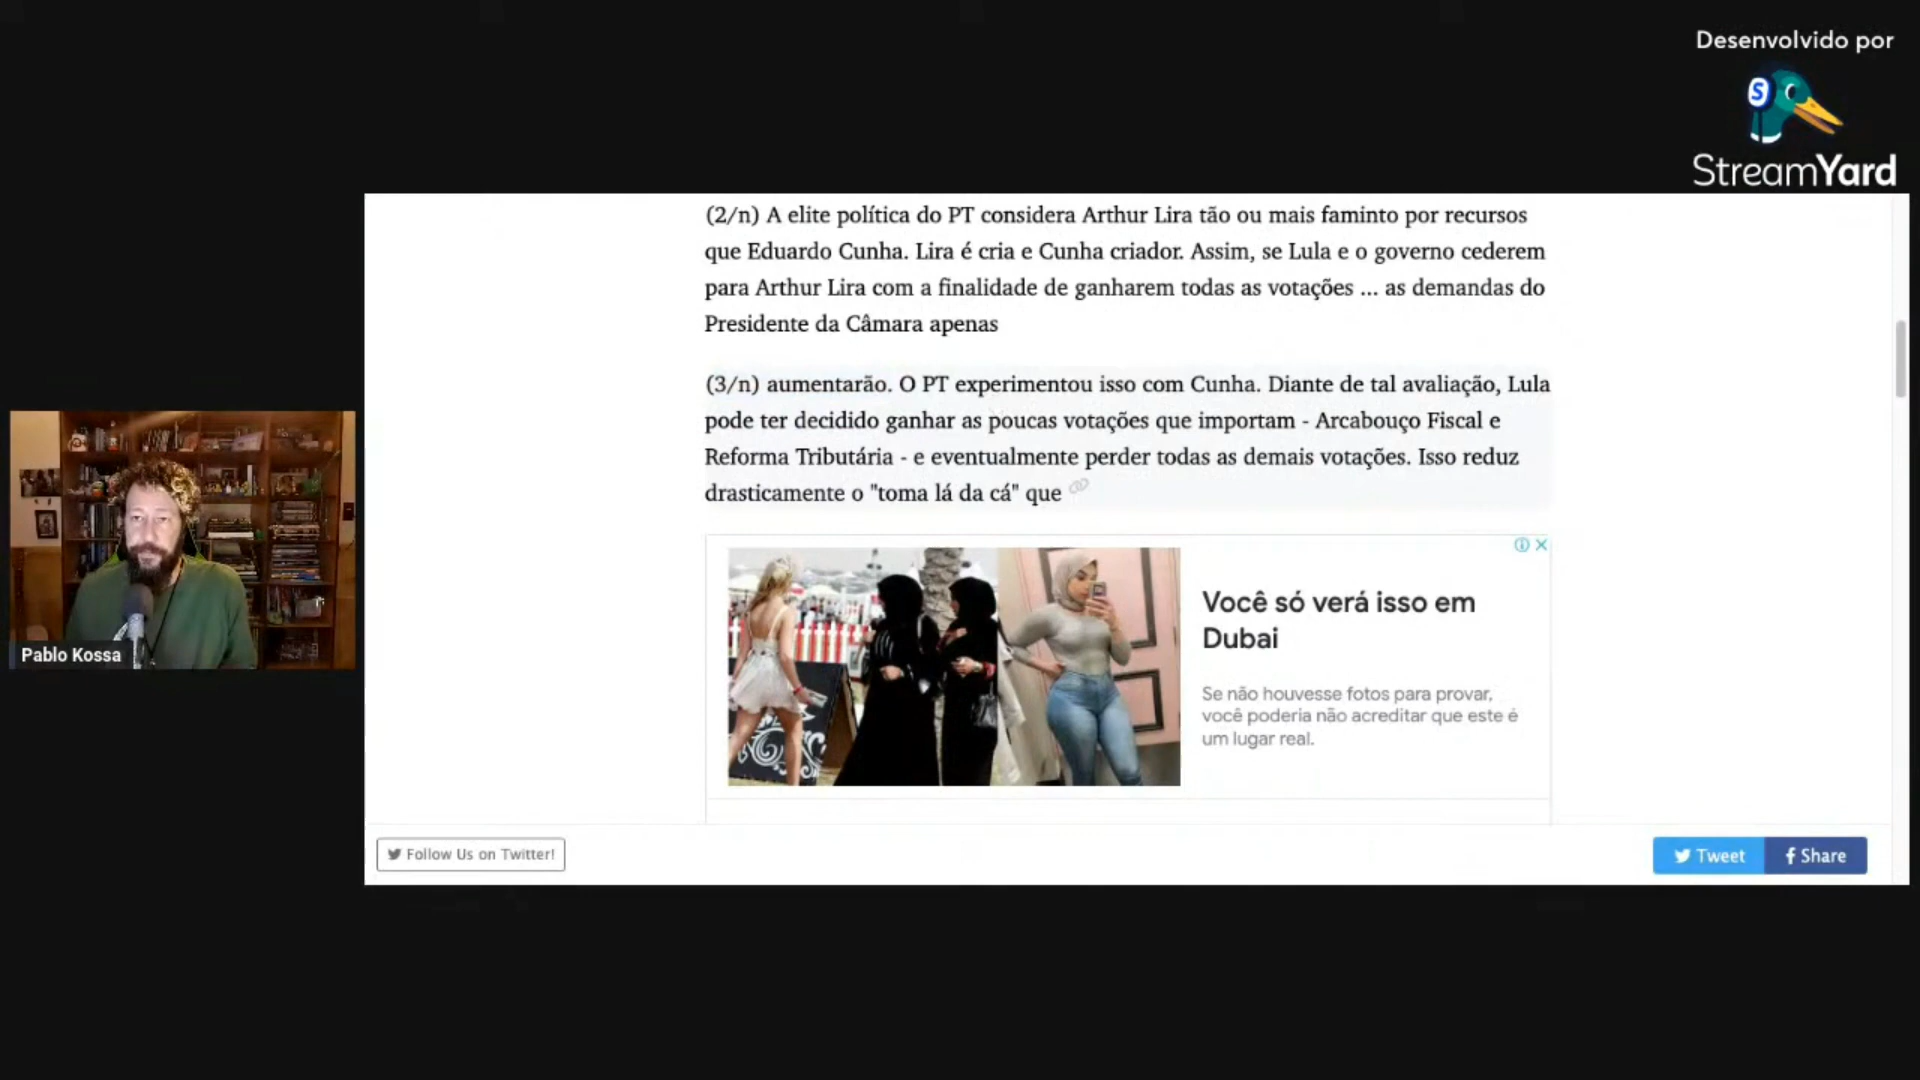 Desenvolvido por
S
StreamYard
(2/n) A elite política do PT considera Arthur Lira tão ou mais faminto por recursos
que Eduardo Cunha. Lira é cria e Cunha criador. Assim, se Lula e o governo cederem
para Arthur Lira com a finalidade de ganharem todas as votações ... as demandas do
Presidente da Câmara apenas
(3/n) aumentarão. O PT experimentou isso com Cunha. Diante de tal avaliação, Lula
pode ter decidido ganhar as poucas votações que importam - Arcabouço Fiscal e
Reforma Tributária - e eventualmente perder todas as demais votações. Isso reduz
drasticamente o "toma lá da cá" que
Você só verá isso em
Dubai
Se não houvesse fotos para provar,
você poderia não acreditar que este é
um lugar real.
Pablo Kossa
Follow Us on Twitter!
Tweet
Share